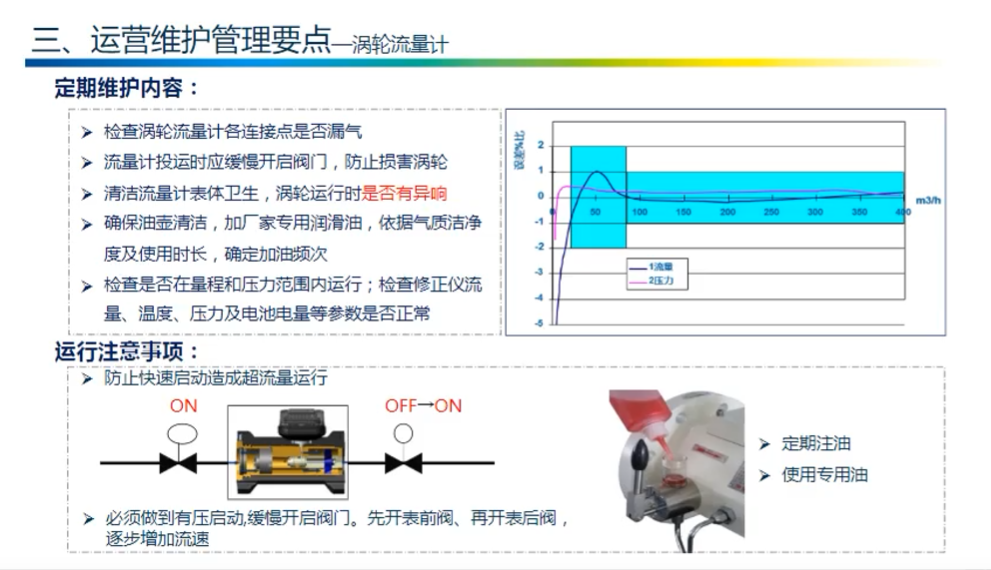 三、运营维护管理要点—涡轮流量计
定期维护内容：
➢ 检查涡轮流量计各连接点是否漏气
➢ 流量计投运时应缓慢开启阀门，防止损害涡轮
➢ 清洁流量计表体卫生，涡轮运行时是否有异响
➢ 确保油壶清洁，加厂家专用润滑油，依据气质洁净
度及使用时长，确定加油频次
➢ 检查是否在量程和压力范围内运行；检查修正仪流
量、温度、压力及电池电量等参数是否正常
误差%比
2
1
0
-1
-2
-3
-4
-5
0 50 100 150 200 250 300 350 400
m3/h
1流量
2压力
运行注意事项：
➢ 防止快速启动造成超流量运行
ON
OFF→ON
➢ 必须做到有压启动,缓慢开启阀门。先开表前阀、再开表后阀，
逐步增加流速
➢ 定期注油
➢ 使用专用油